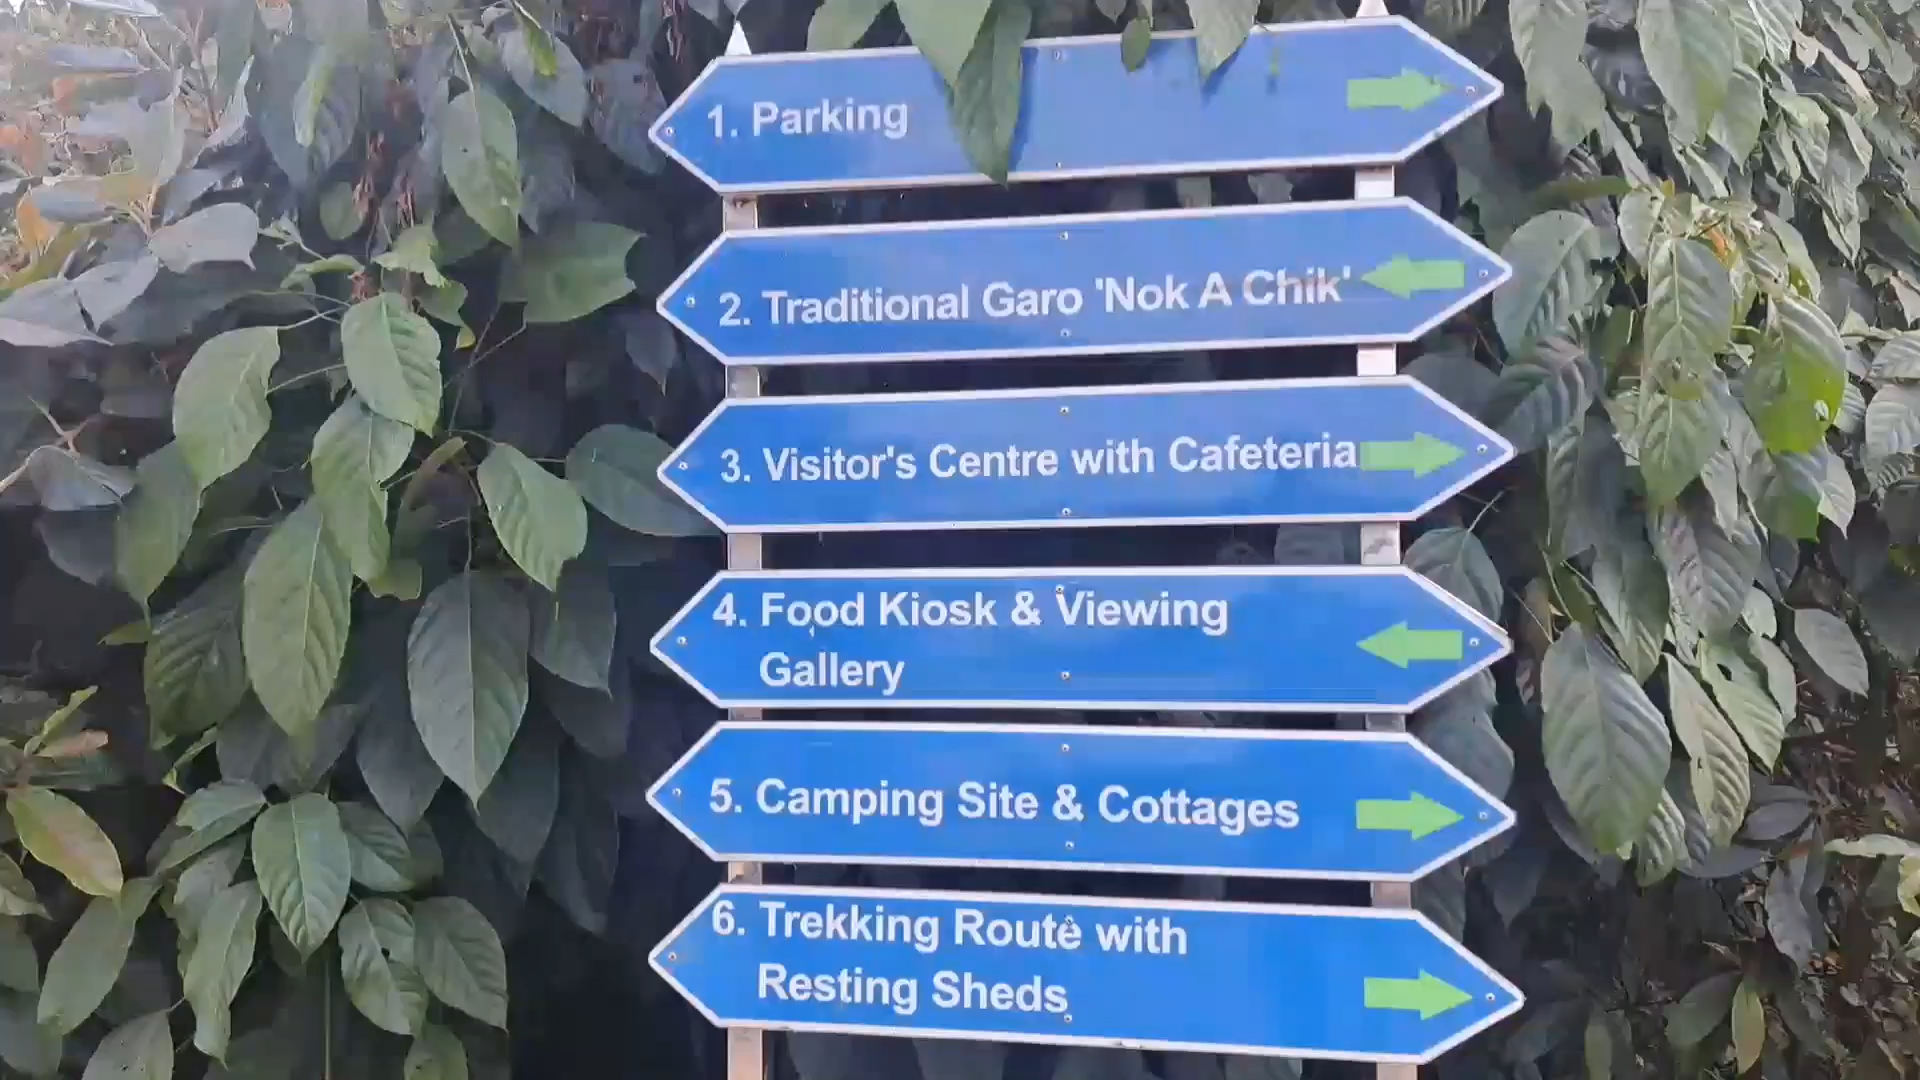 1. Parking
2. Traditional Garo 'Nok A Chik'
3. Visitor's Centre with Cafeteria
4. Food Kiosk & Viewing
Gallery
5. Camping Site & Cottages
6. Trekking Route with
Resting Sheds